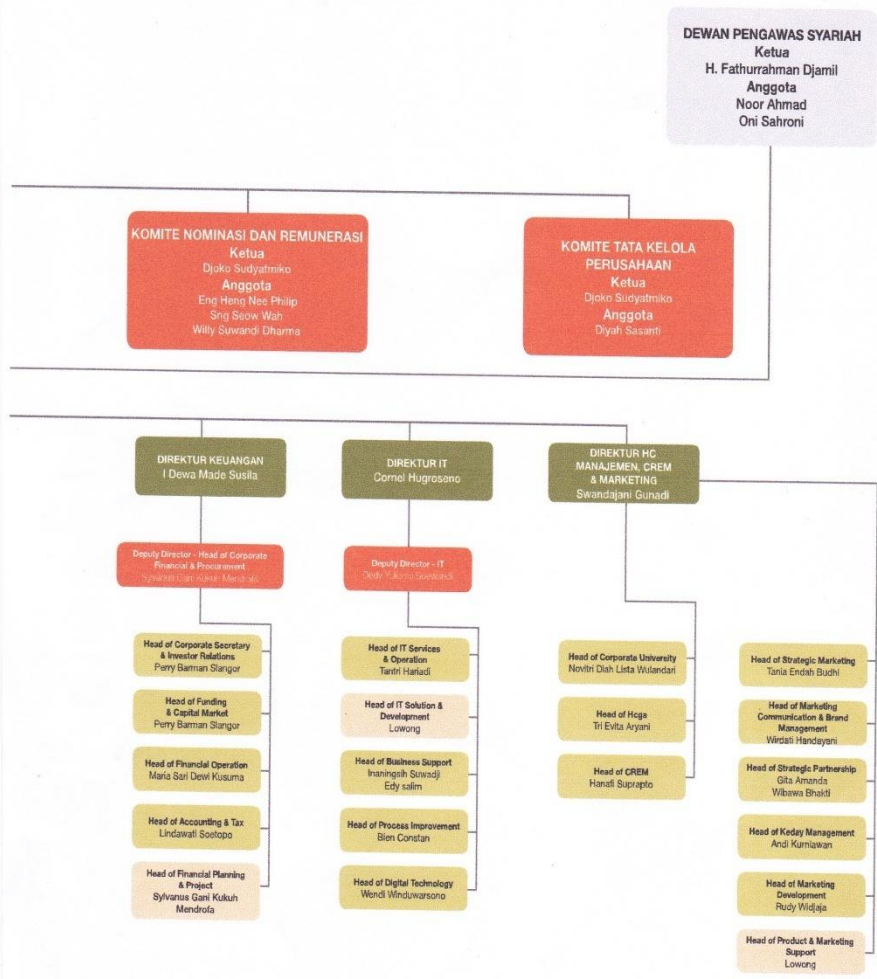 DEWAN PENGAWAS SYARIAH
Ketua
H. Fathurrahman Djamil
Anggota
Noor Ahmad
Oni Sahroni
KOMITE NOMINASI DAN REMUNERASI
Ketua
Djoko Sudyatmiko
Anggota
Eng Heng Nee Philip
Sng Seow Wah
Willy Suwandi Dharma
KOMITE TATA KELOLA
PERUSAHAAN
Ketua
Djoko Sudyatmiko
Anggota
Diyah Sasanti
DIREKTUR KEUANGAN
I Dewa Made Susila
DIREKTUR IT
Cornel Hugroseno
DIREKTUR HC
MANAJEMEN, CREM
& MARKETING
Swandajani Gunadi
Deputy Director - Head of Corporate
Financial & Procurement
Sylvanus Gani Kukuh Mendrofa
Deputy Director - IT
Dedy
Head of Corporate Secretary
& Investor Relations
Perry Barman Slangor
Head of Funding
& Capital Market
Perry Barman Slangor
Head of Financial Operation
Maria Sari Dewi Kusuma
Head of Accounting & Tax
Lindawati Soetopo
Head of Financial Planning
& Project
Sylvanus Gani Kukuh
Mendrofa
Head of IT Services
& Operation
Tantri Hariadi
Head of IT Solution &
Development
Lowong
Head of Business Support
Inaningsih Suwadji
Edy salim
Head of Process Improvement
Bien Constan
Head of Digital Technology
Wendi Winduwarsono
Head of Corporate University
Novitri Diah Lista Wulandari
Head of Hcga
Tri Evita Aryani
Head of CREM
Hanafi Suprapto
Head of Strategic Marketing
Tania Endah Budhi
Head of Marketing
Communication & Brand
Management
Wirdati Handayani
Head of Strategic Partnership
Gita Amanda
Wibawa Bhakti
Head of Keday Management
Andi Kurniawan
Head of Marketing
Development
Rudy Widjaja
Head of Product & Marketing
Support
Lowong